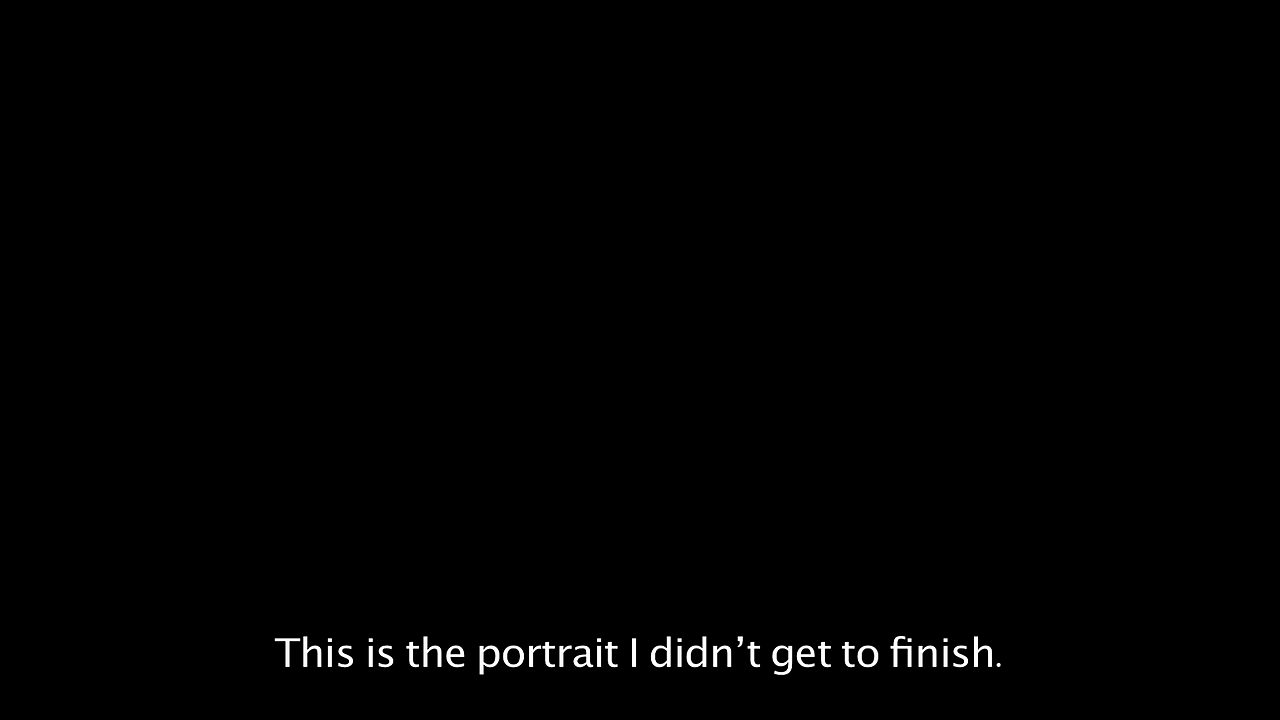 This is the portrait I didn’t get to finish.